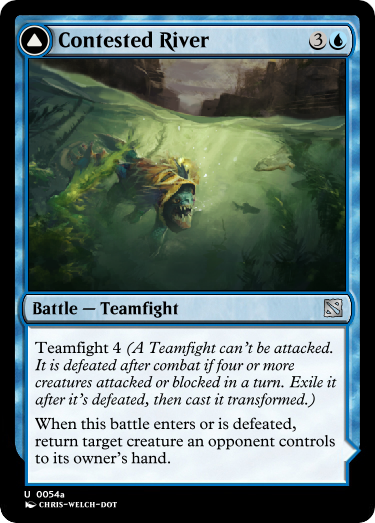 Contested River 3
Battle — Teamfight
Teamfight 4 (A Teamfight can't be attacked.
It is defeated after combat if four or more
creatures attacked or blocked in a turn. Exile it
after it's defeated, then cast it transformed.)
When this battle enters or is defeated,
return target creature an opponent controls
to its owner's hand.
U 0054a
CHRIS-WELCH-DOT